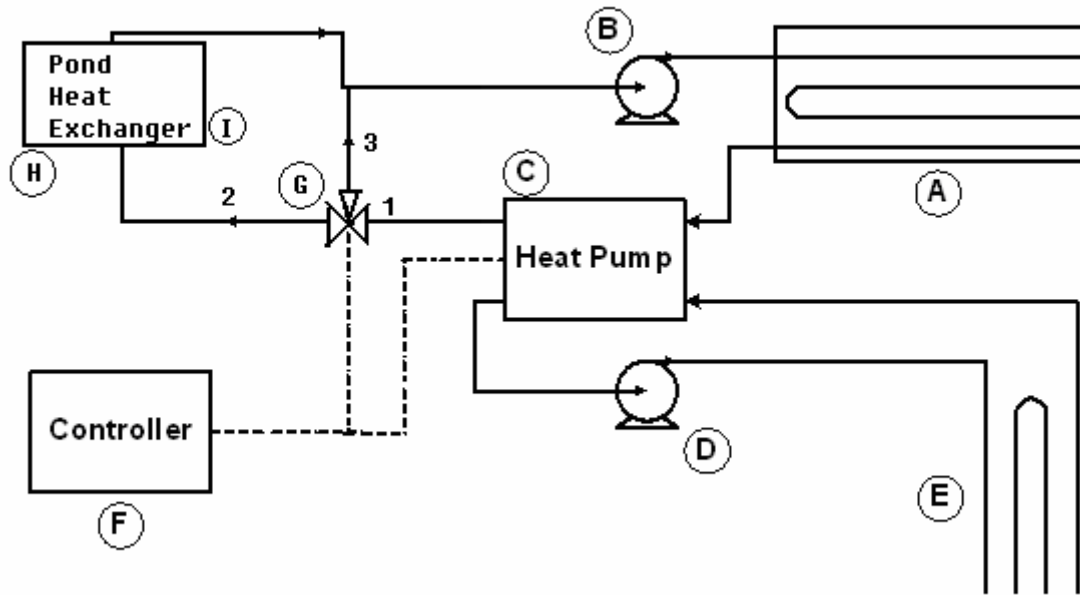 B
Pond
Heat
Exchanger
I
3
H
C
A
G
2
1
Heat Pump
Controller
D
E
F